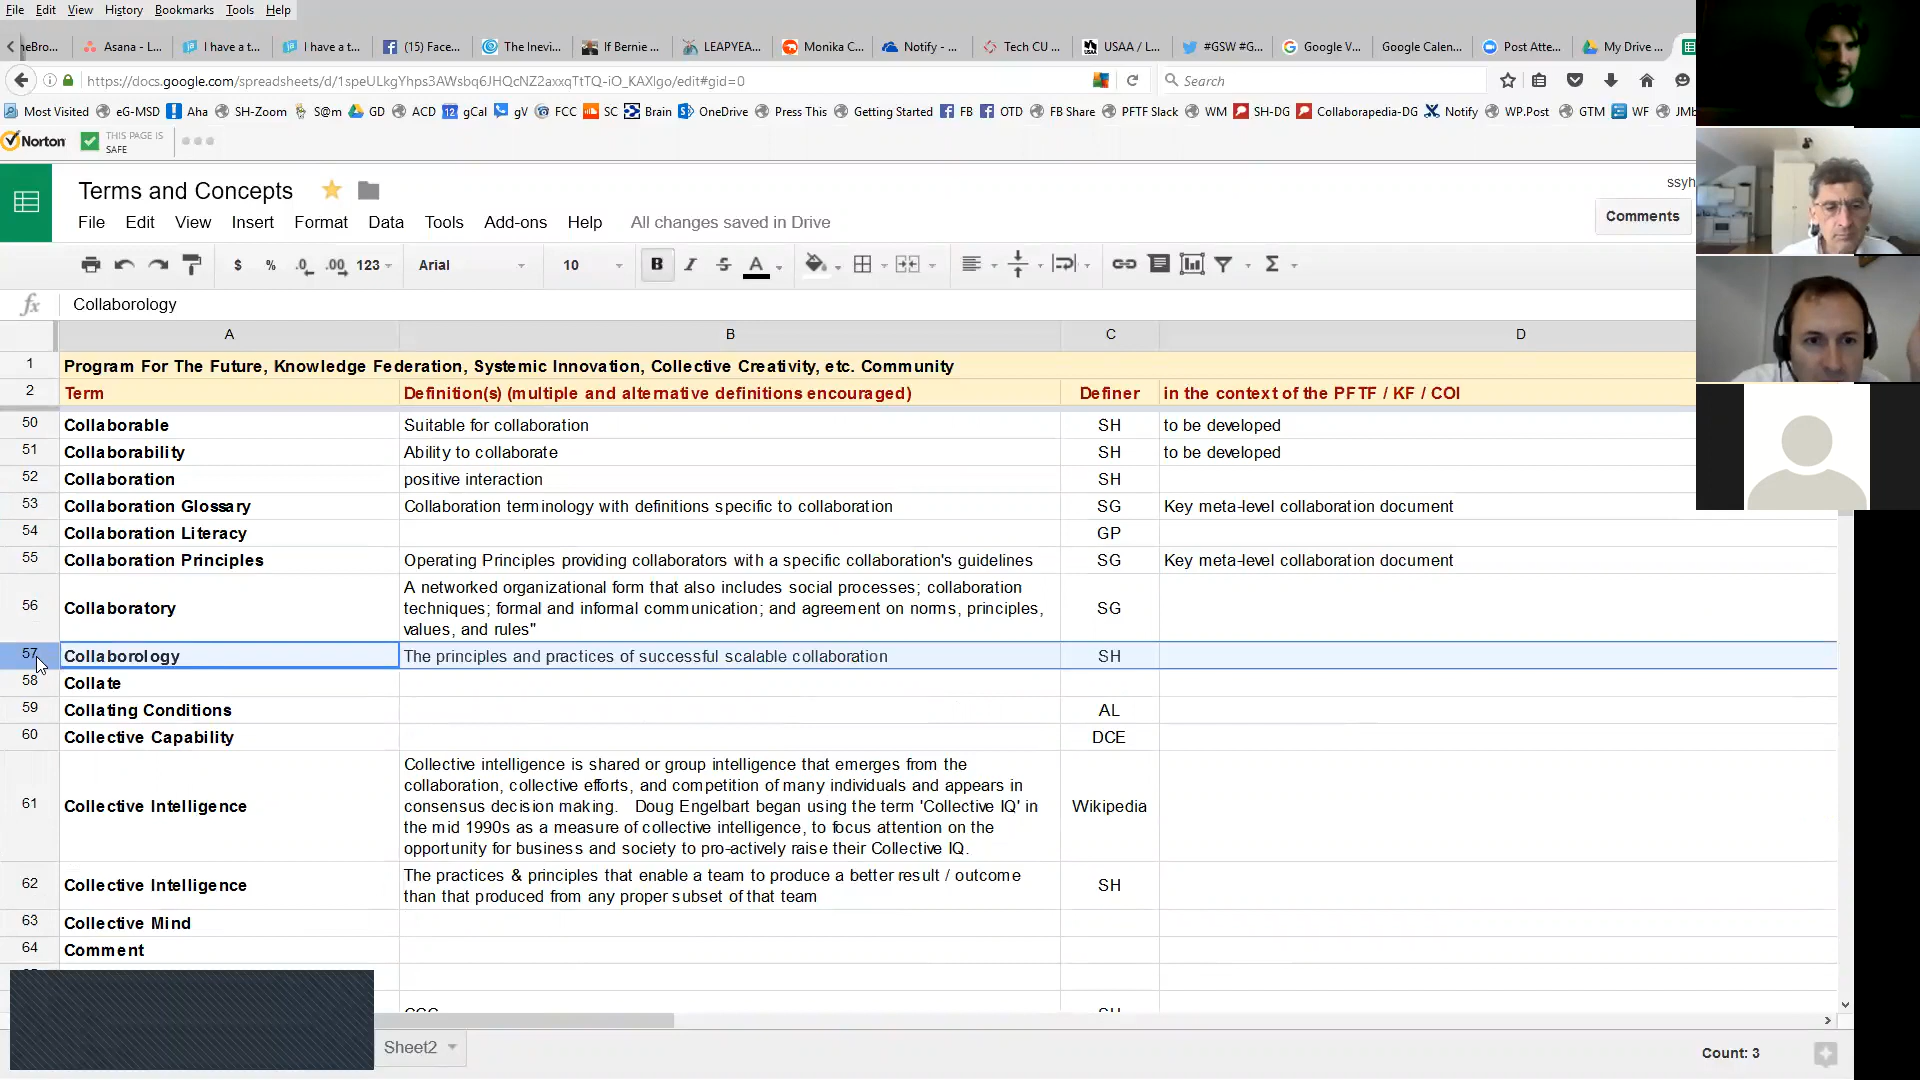 File Edit View History Bookmarks Tools Help
neBro... Asana - L... I have a t... I have a t... (15) Face... The Inevi... If Bernie ... LEAPYEA... Monika C... Notify - ... Tech CU ... USAA / L... #GSW #G... Google V... Google Calen... Post Atte... My Drive ...
https://docs.google.com/spreadsheets/d/1speULkgYhps3AWsbq6JHQcNZ2axxqTtTQ-iO_KAXlgo/edit#gid=0 Search
Most Visited eG-MSD Aha SH-Zoom S@m GD ACD gCal gV FCC SC Brain OneDrive Press This Getting Started FB OTD FB Share PFTF Slack WM SH-DG Collaborapedia-DG Notify WP.Post GTM WF JMb
Norton THIS PAGE IS
SAFE
Terms and Concepts
ssyh
File Edit View Insert Format Data Tools Add-ons Help All changes saved in Drive
Comments
$ % .0 .00 123 Arial 10 B I S A Σ
fx Collaborology
A B C D
1 Program For The Future, Knowledge Federation, Systemic Innovation, Collective Creativity, etc. Community
2 Term Definition(s) (multiple and alternative definitions encouraged) Definer in the context of the PFTF / KF / COI
50 Collaborable Suitable for collaboration SH to be developed
51 Collaborability Ability to collaborate SH to be developed
52 Collaboration positive interaction SH
53 Collaboration Glossary Collaboration terminology with definitions specific to collaboration SG Key meta-level collaboration document
54 Collaboration Literacy GP
55 Collaboration Principles Operating Principles providing collaborators with a specific collaboration's guidelines SG Key meta-level collaboration document
56 Collaboratory A networked organizational form that also includes social processes; collaboration
techniques; formal and informal communication; and agreement on norms, principles,
values, and rules" SG
57 Collaborology The principles and practices of successful scalable collaboration SH
58 Collate
59 Collating Conditions AL
60 Collective Capability DCE
61 Collective Intelligence Collective intelligence is shared or group intelligence that emerges from the
collaboration, collective efforts, and competition of many individuals and appears in
consensus decision making. Doug Engelbart began using the term 'Collective IQ' in
the mid 1990s as a measure of collective intelligence, to focus attention on the
opportunity for business and society to pro-actively raise their Collective IQ. Wikipedia
62 Collective Intelligence The practices & principles that enable a team to produce a better result / outcome
than that produced from any proper subset of that team SH
63 Collective Mind
64 Comment
Sheet2
Count: 3